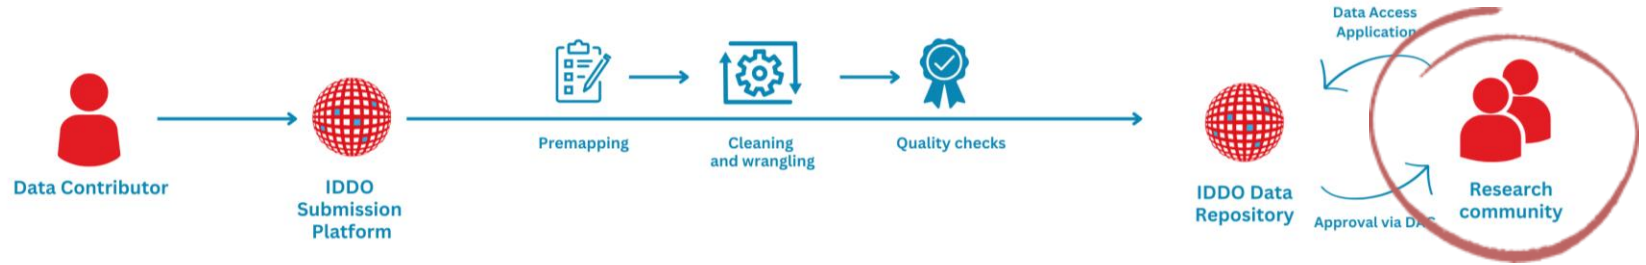 Data Contributor
IDDO
Submission
Platform
Premapping
Cleaning
and wrangling
Quality checks
IDDO Data
Repository
Data Access
Application
Approval via DAC
Research
community